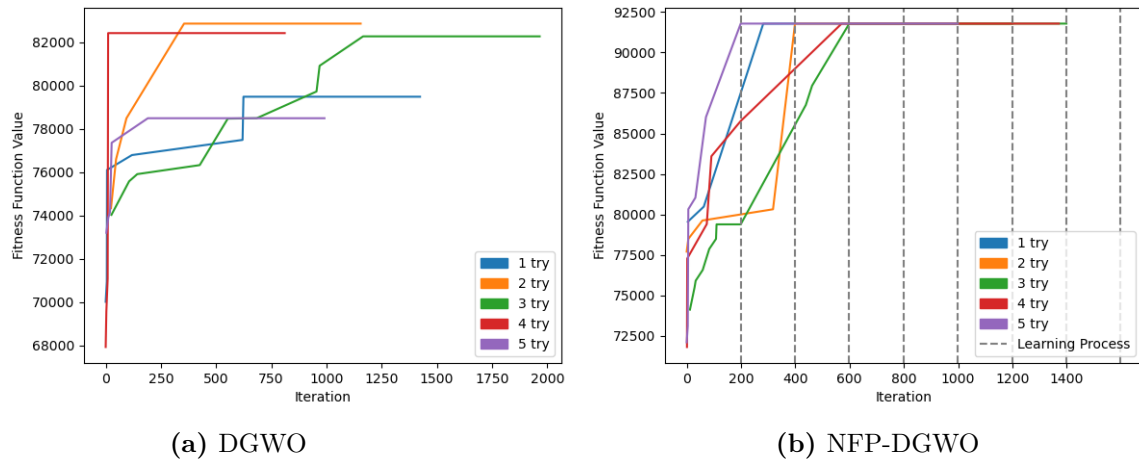 82000
80000
78000
76000
74000
72000
70000
68000
Fitness Function Value
0 250 500 750 1000 1250 1500 1750 2000
Iteration
1 try
2 try
3 try
4 try
5 try
(a) DGWO
92500
90000
87500
85000
82500
80000
77500
75000
72500
Fitness Function Value
0 200 400 600 800 1000 1200 1400
Iteration
1 try
2 try
3 try
4 try
5 try
Learning Process
(b) NFP-DGWO